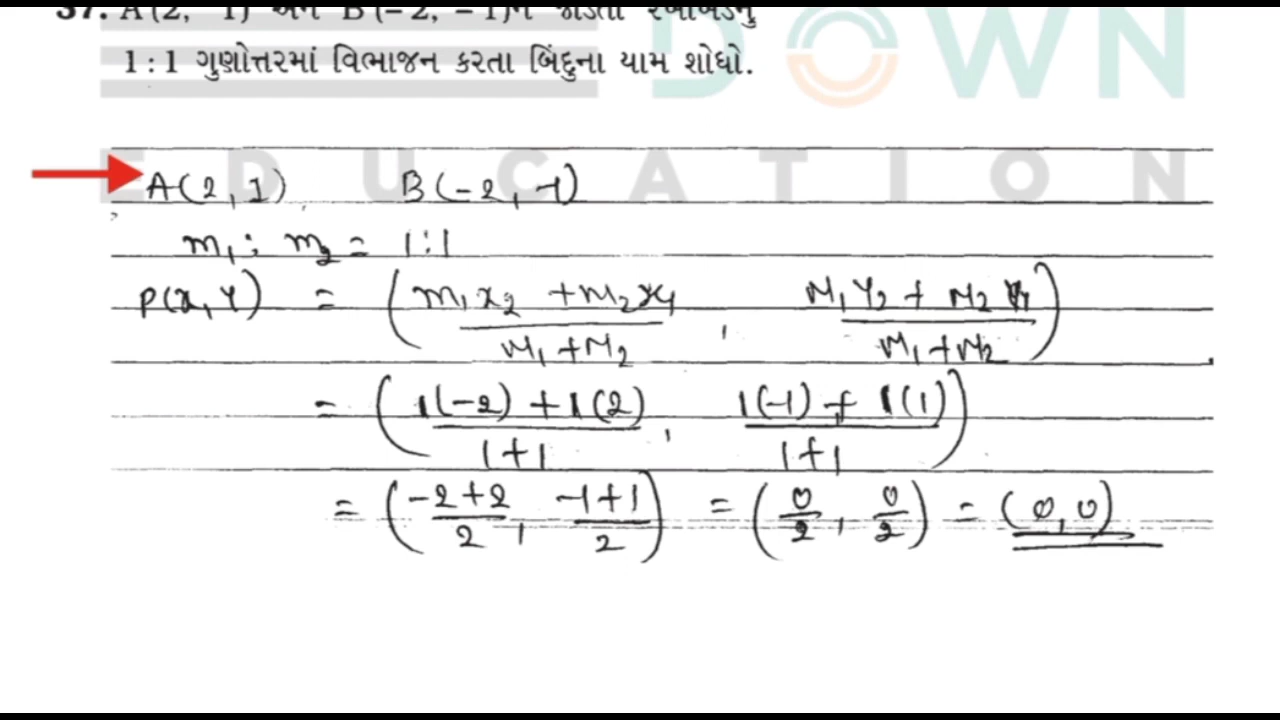 37. A(2, 1) અને B(– 2, – 1)ને જોડતા રેખાખંડનું
1 : 1 ગુણોત્તરમાં વિભાજન કરતા બિંદુના યામ શોધો.
DOWN
EDUCATION
A(2, 1) B(-2, -1)
m₁ : m₂ = 1:1
P(x, y) = ( m₁x₂ + m₂x₁ / m₁+m₂ , m₁y₂ + m₂y₁ / m₁+m₂ )
= ( 1(-2) + 1(2) / 1+1 , 1(-1) + 1(1) / 1+1 )
= ( -2+2 / 2 , -1+1 / 2 ) = ( 0/2 , 0/2 ) = (0,0)